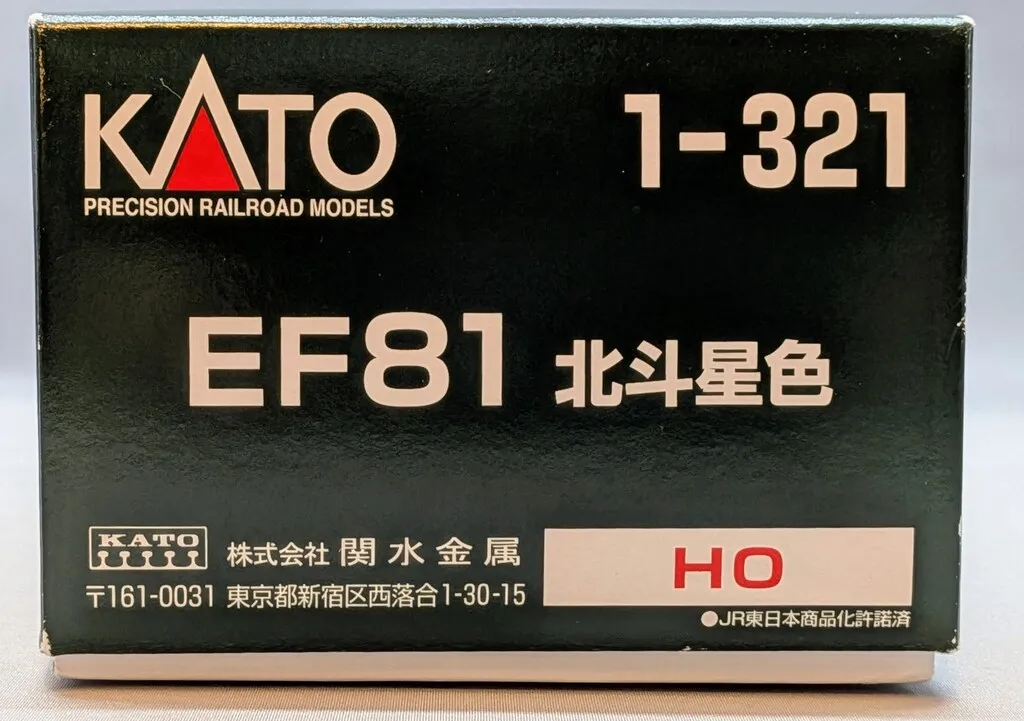 KATO
PRECISION RAILROAD MODELS
1-321
EF81 北斗星色
KATO
株式会社 関水金属
〒161-0031 東京都新宿区西落合1-30-15
HO
●JR東日本商品化許諾済